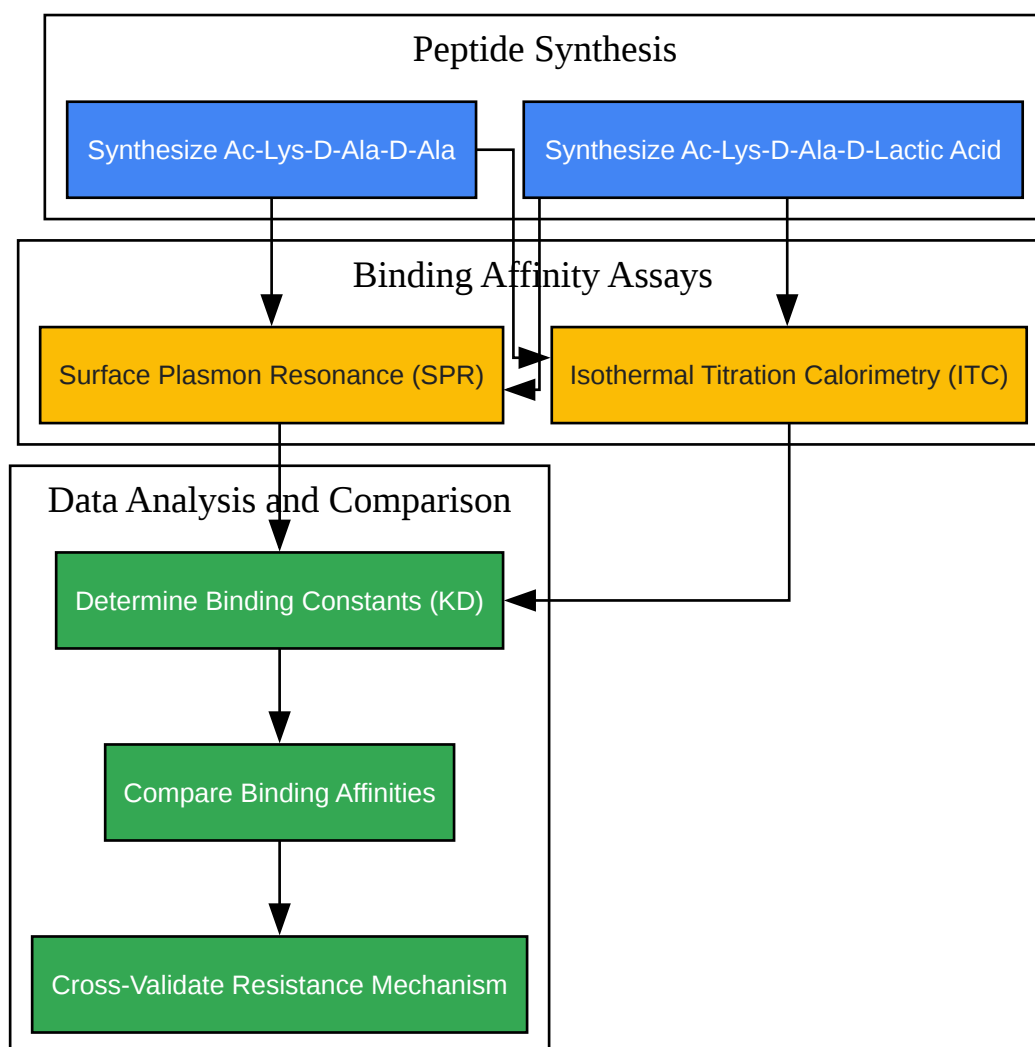 Peptide Synthesis
Synthesize Ac-Lys-D-Ala-D-Ala
Synthesize Ac-Lys-D-Ala-D-Lactic Acid
Binding Affinity Assays
Surface Plasmon Resonance (SPR)
Isothermal Titration Calorimetry (ITC)
Data Analysis and Comparison
Determine Binding Constants (KD)
Compare Binding Affinities
Cross-Validate Resistance Mechanism